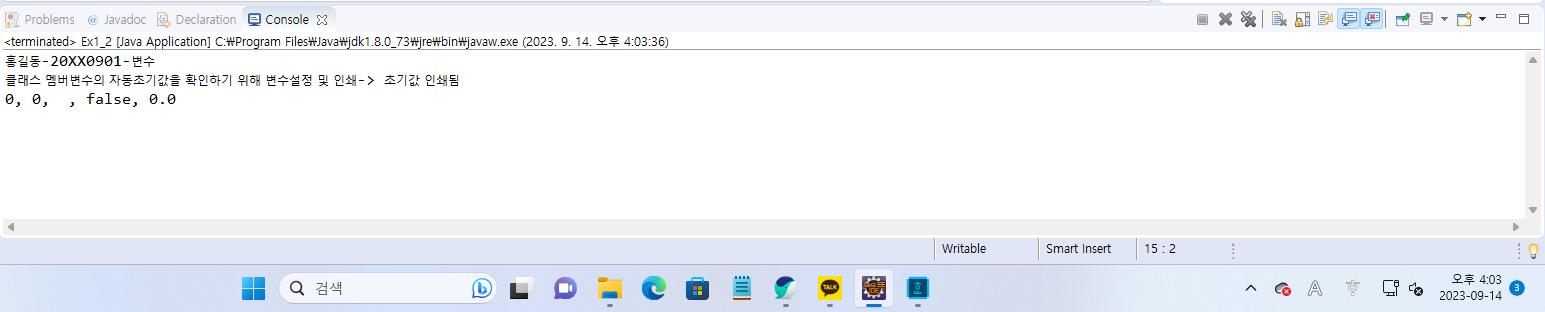 Problems @ Javadoc Declaration Console
<terminated> Ex1_2 [Java Application] C:₩Program Files₩Java₩jdk1.8.0_73₩jre₩bin₩javaw.exe (2023. 9. 14. 오후 4:03:36)
홍길동-20XX0901-변수
클래스 멤버변수의 자동초기값을 확인하기 위해 변수설정 및 인쇄-> 초기값 인쇄됨
0, 0,  , false, 0.0
Writable Smart Insert 15 : 2
검색 TALK Java EE IDE 오후 4:03 3
2023-09-14